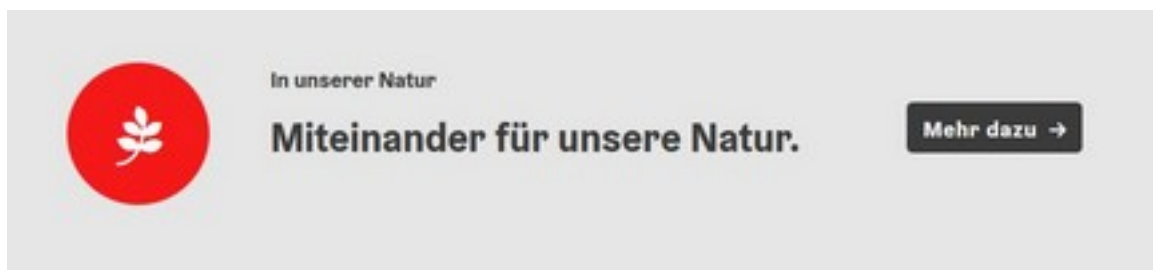 In unserer Natur
Miteinander für unsere Natur.
Mehr dazu →